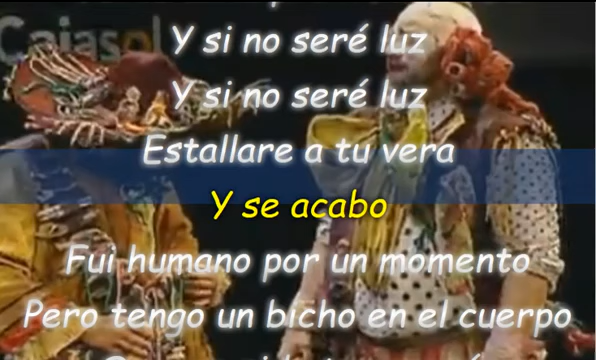 Cajasol
Y si no seré luz
Y si no seré luz
Estallare a tu vera
Y se acabo
Fui humano por un momento
Pero tengo un bicho en el cuerpo